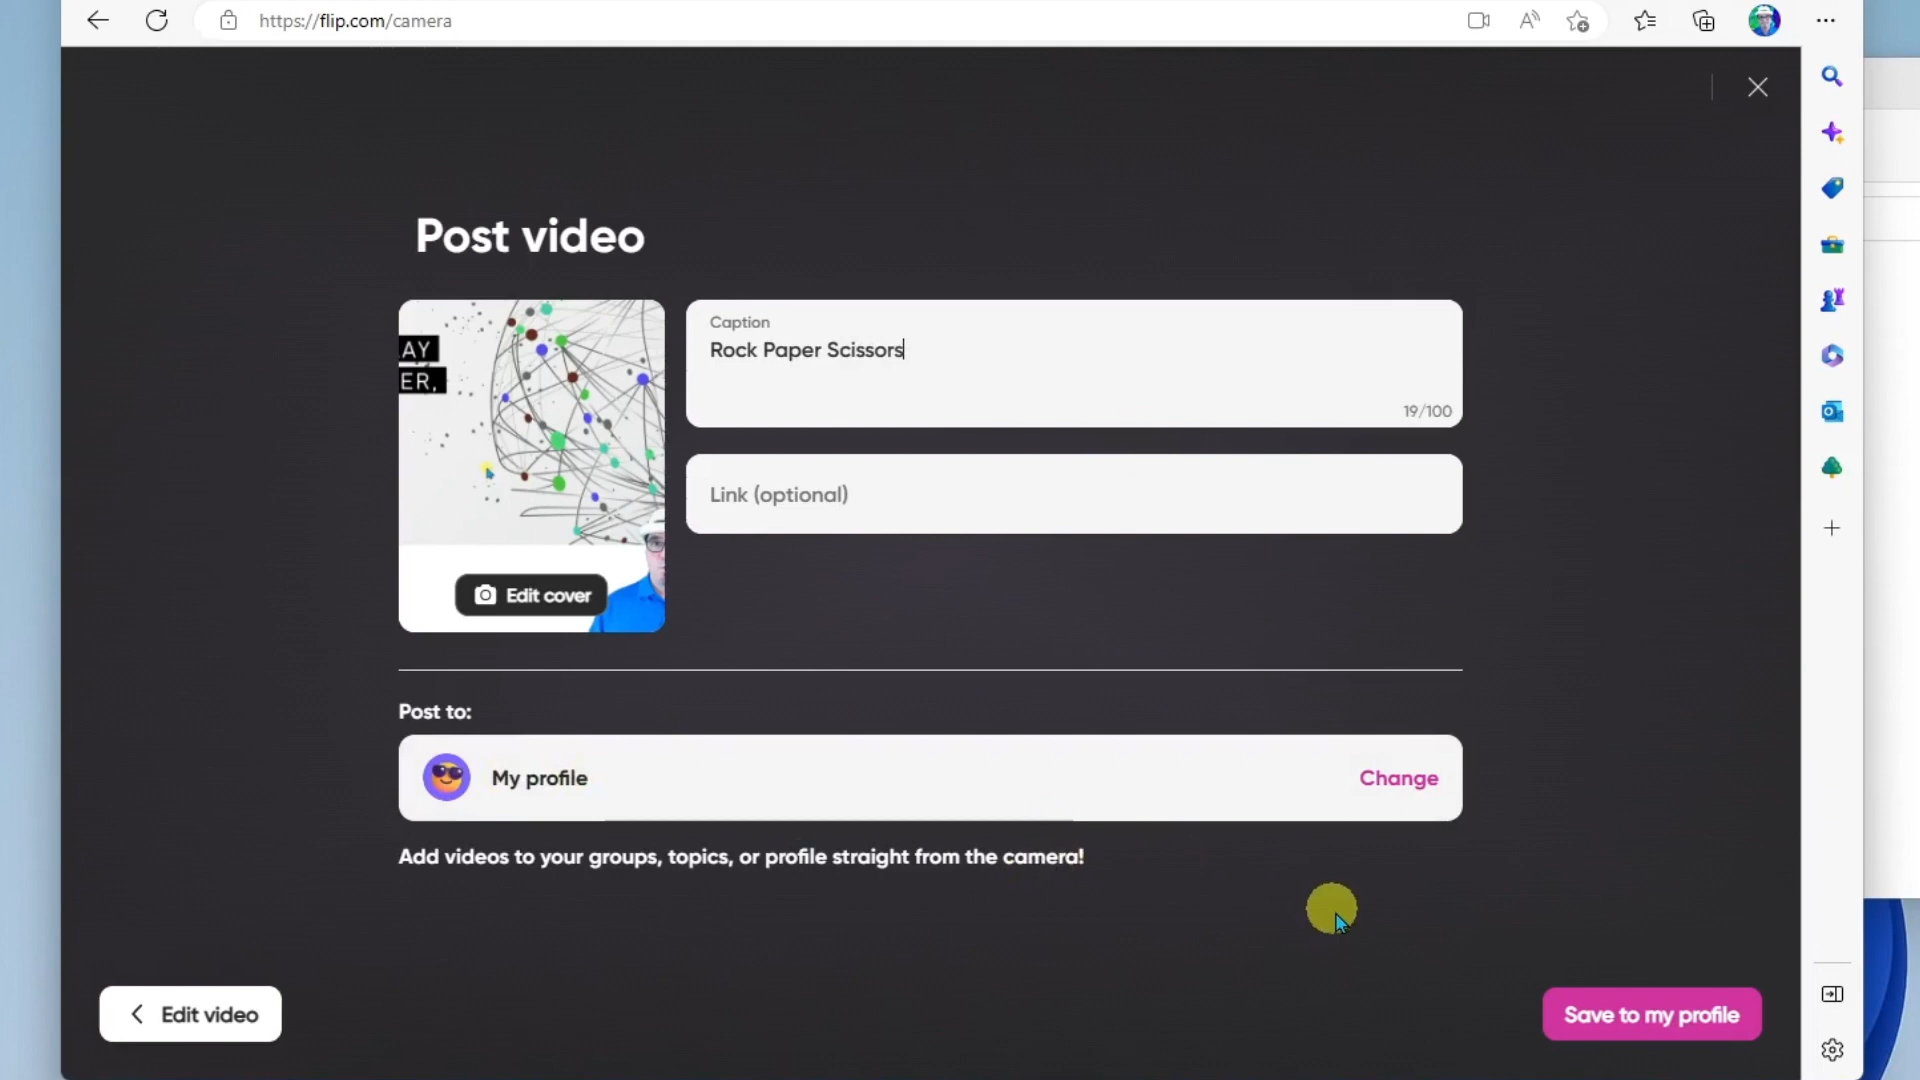 https://flip.com/camera
Post video
AY
ER,
Edit cover
Caption
Rock Paper Scissors
19/100
Link (optional)
Post to:
My profile
Change
Add videos to your groups, topics, or profile straight from the camera!
Edit video
Save to my profile